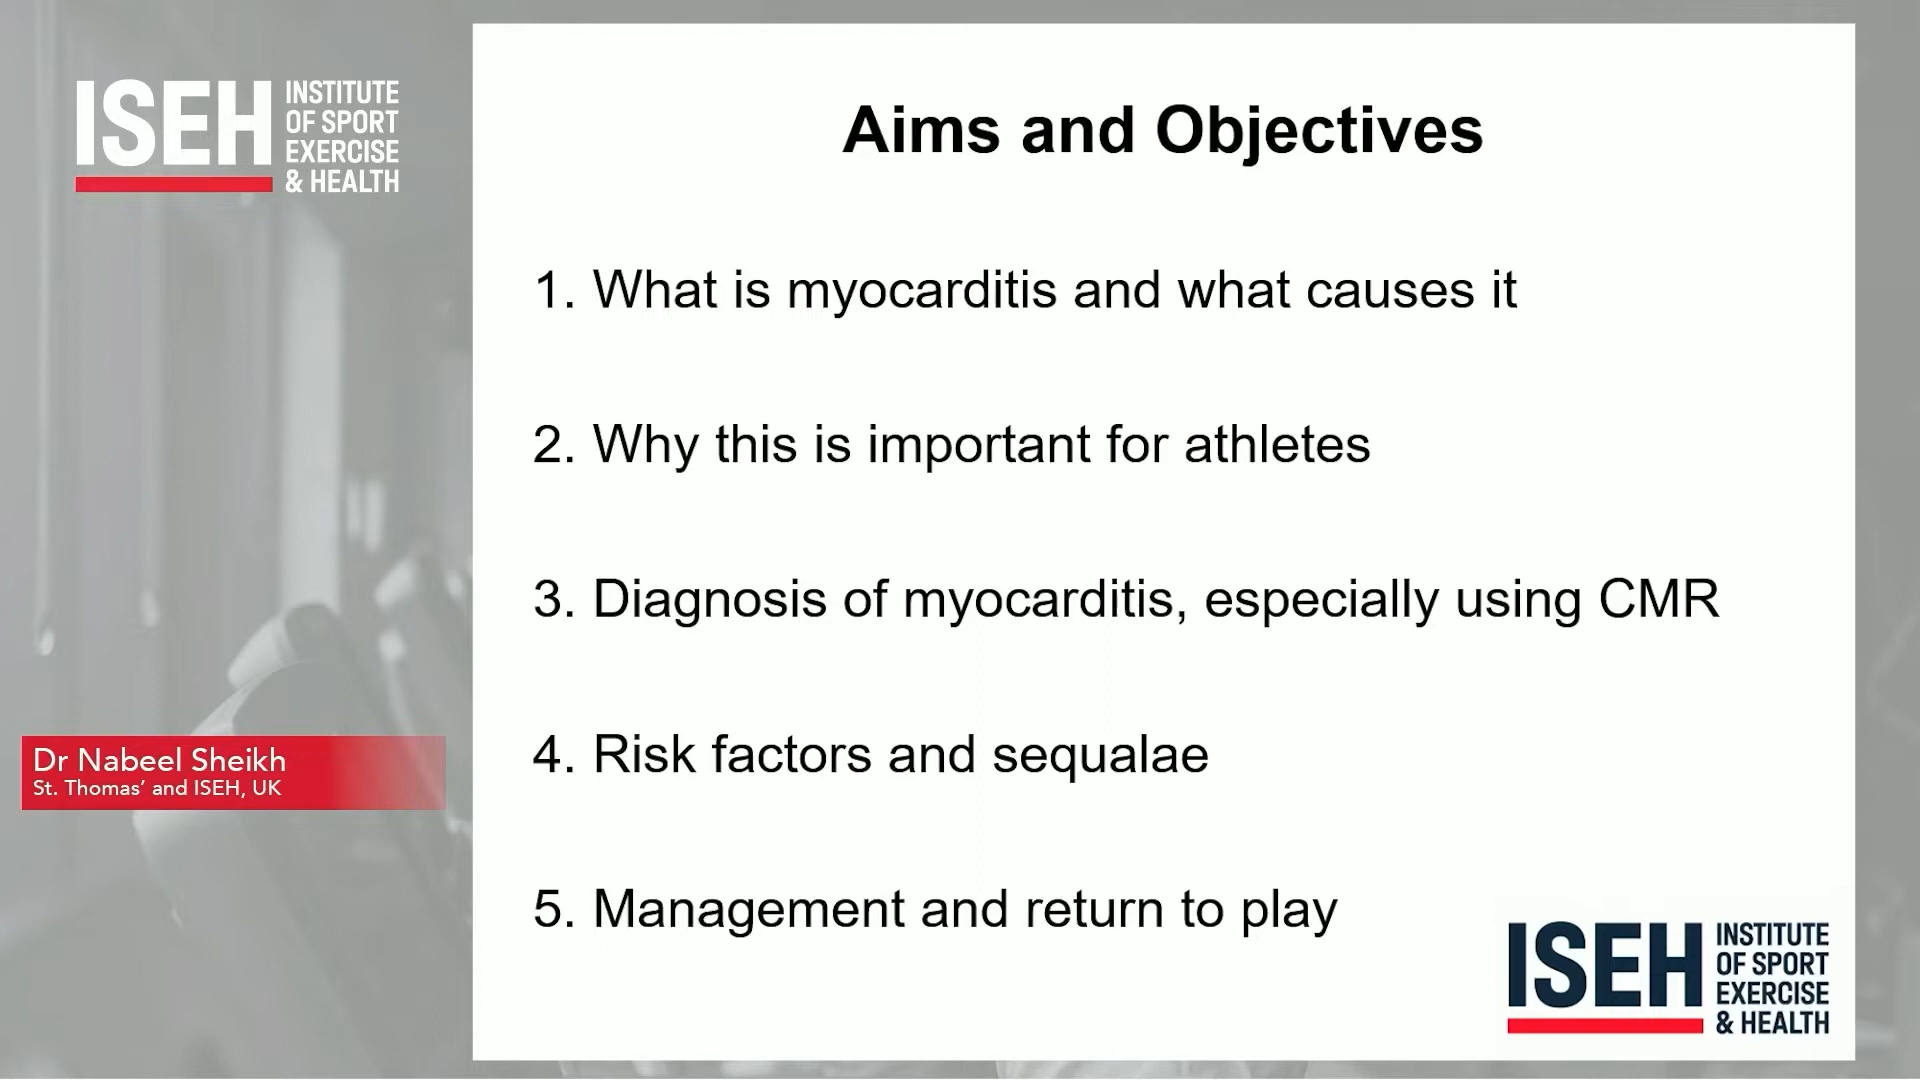 ISEH
INSTITUTE
OF SPORT
EXERCISE
& HEALTH
Aims and Objectives
1. What is myocarditis and what causes it
2. Why this is important for athletes
3. Diagnosis of myocarditis, especially using CMR
4. Risk factors and sequalae
5. Management and return to play
Dr Nabeel Sheikh
St. Thomas’ and ISEH, UK
ISEH
INSTITUTE
OF SPORT
EXERCISE
& HEALTH